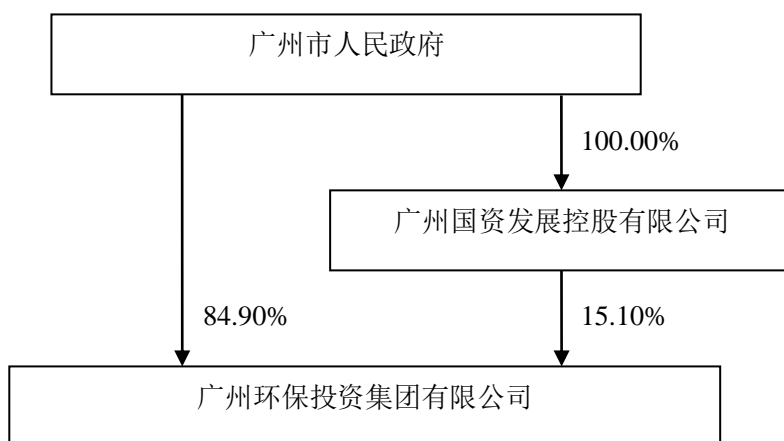 广州市人民政府
100.00%
广州国资发展控股有限公司
84.90%
15.10%
广州环保投资集团有限公司